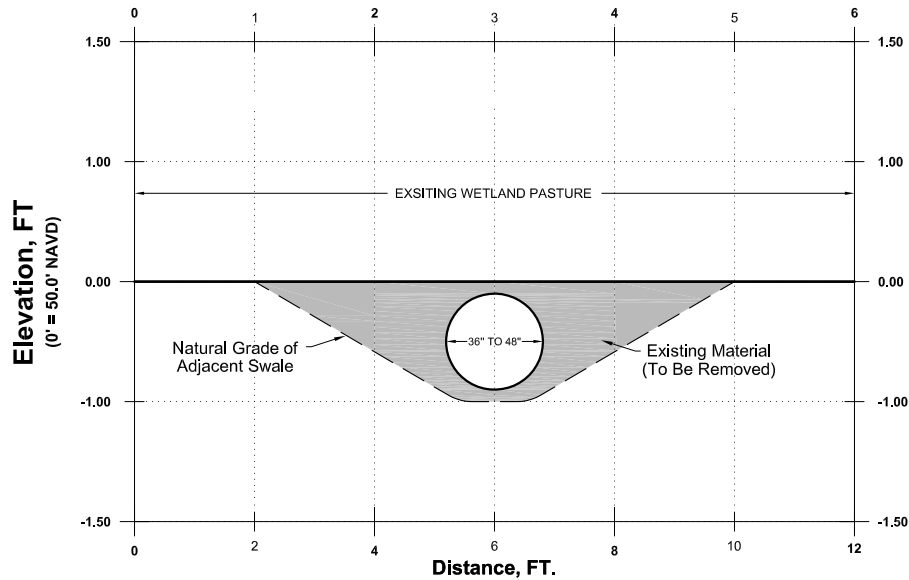 0 1 2 3 4 5 6
1.50 1.50
1.00 1.00
EXSITING WETLAND PASTURE
Elevation, FT
(0' = 50.0' NAVD)
0.00 0.00
36" TO 48"
Natural Grade of
Adjacent Swale
Existing Material
(To Be Removed)
-1.00 -1.00
-1.50 -1.50
0 2 4 6 8 10 12
Distance, FT.